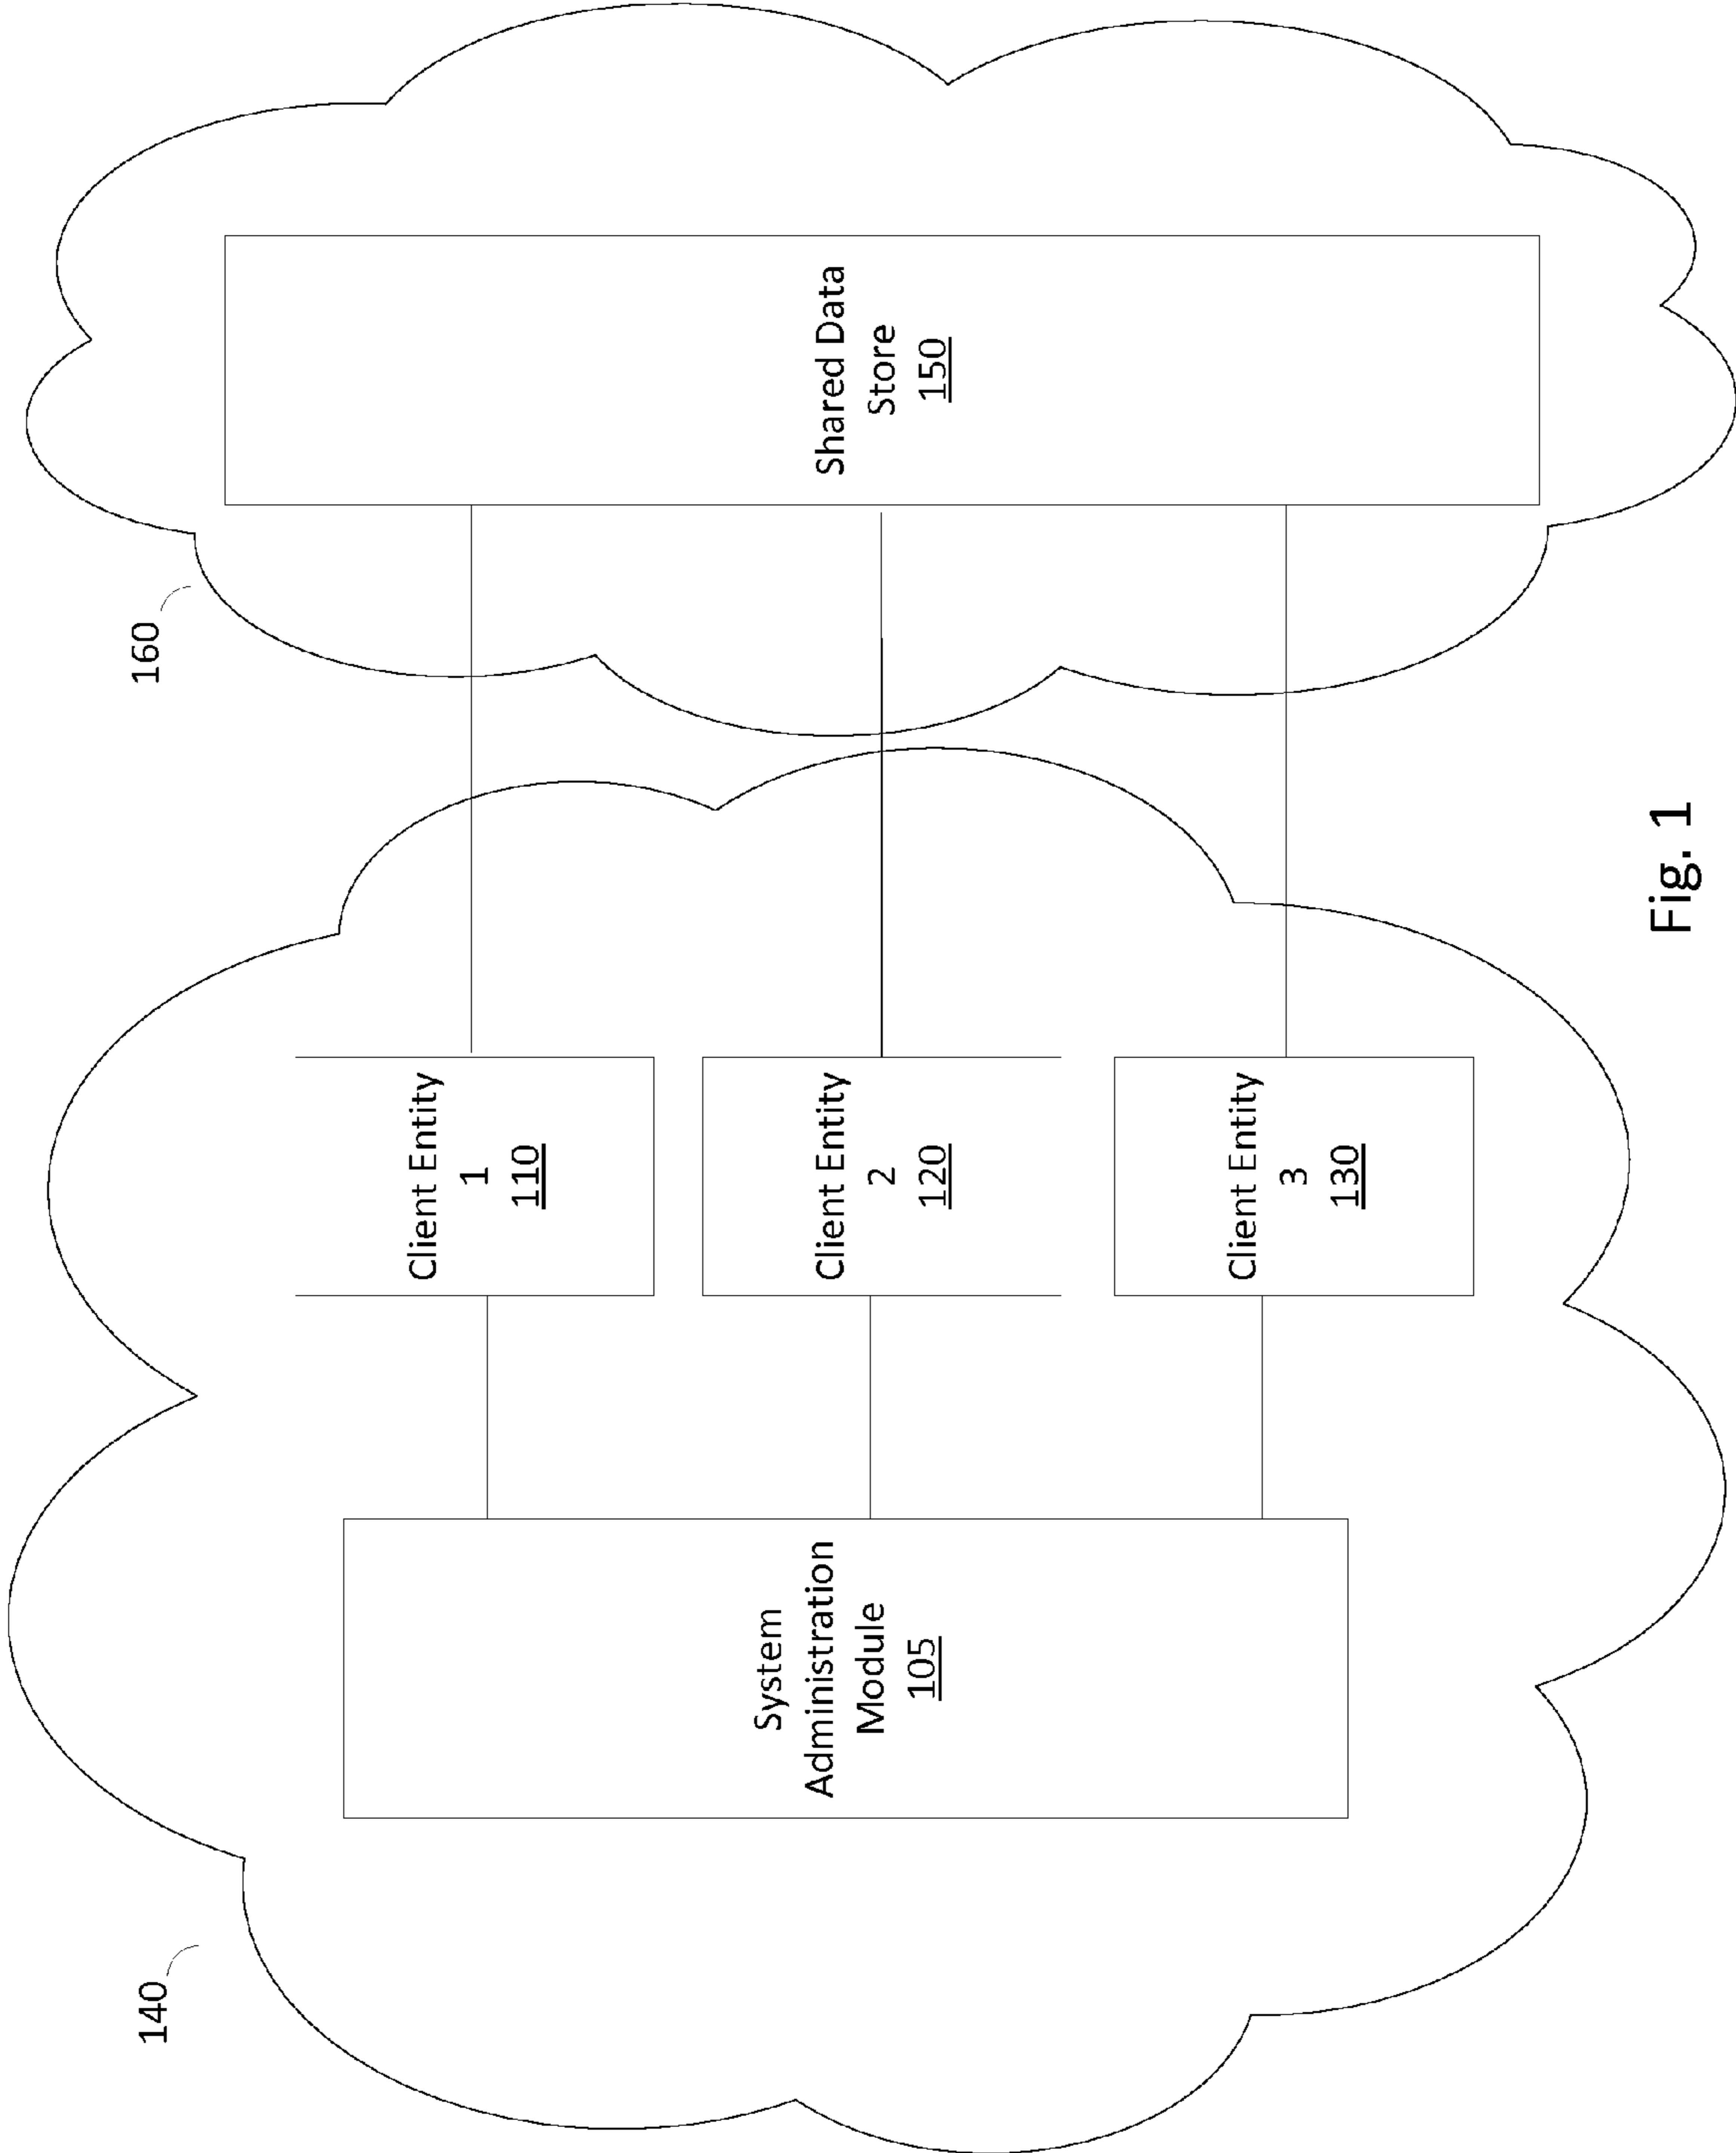 140
160
System
Administration
Module
105
Client Entity
1
110
Client Entity
2
120
Client Entity
3
130
Shared Data
Store
150
Fig. 1